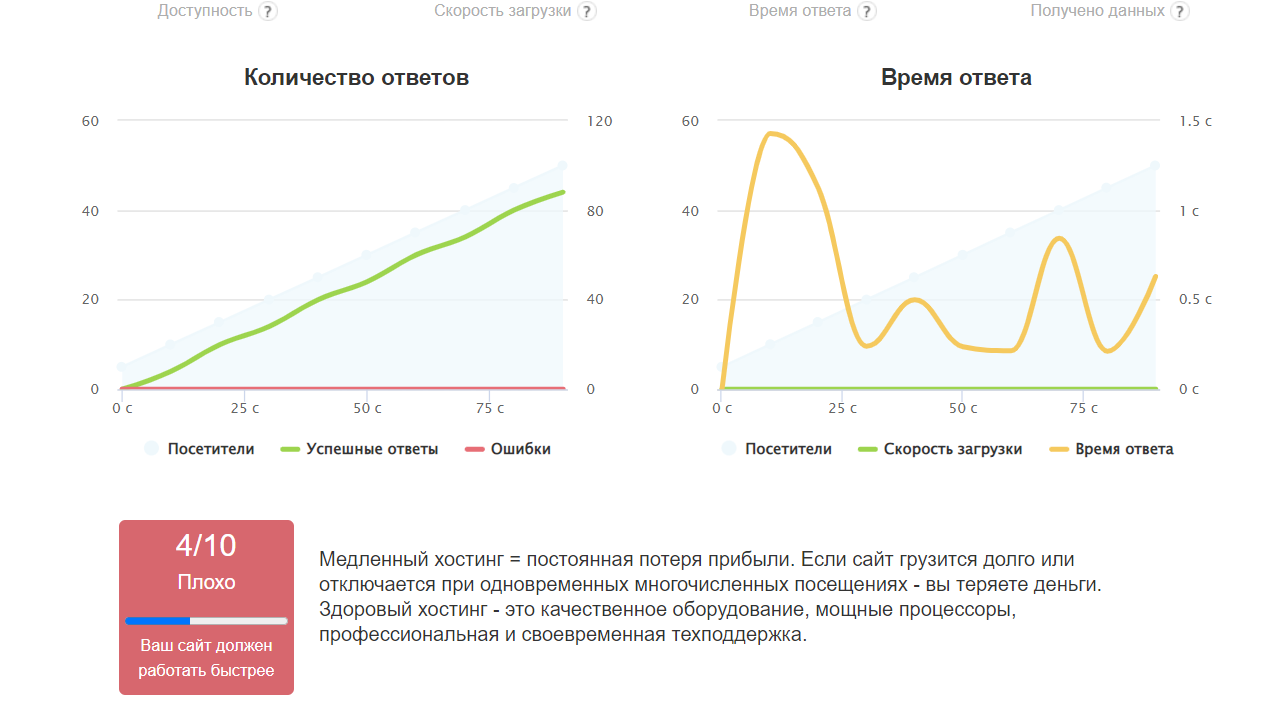 Доступность ?
Скорость загрузки ?
Время ответа ?
Получено данных ?
Количество ответов
60
40
20
0
120
80
40
0
0 с
25 с
50 с
75 с
Посетители
Успешные ответы
Ошибки
Время ответа
60
40
20
0
1.5 с
1 с
0.5 с
0 с
0 с
25 с
50 с
75 с
Посетители
Скорость загрузки
Время ответа
4/10
Плохо
Ваш сайт должен
работать быстрее
Медленный хостинг = постоянная потеря прибыли. Если сайт грузится долго или
отключается при одновременных многочисленных посещениях - вы теряете деньги.
Здоровый хостинг - это качественное оборудование, мощные процессоры,
профессиональная и своевременная техподдержка.